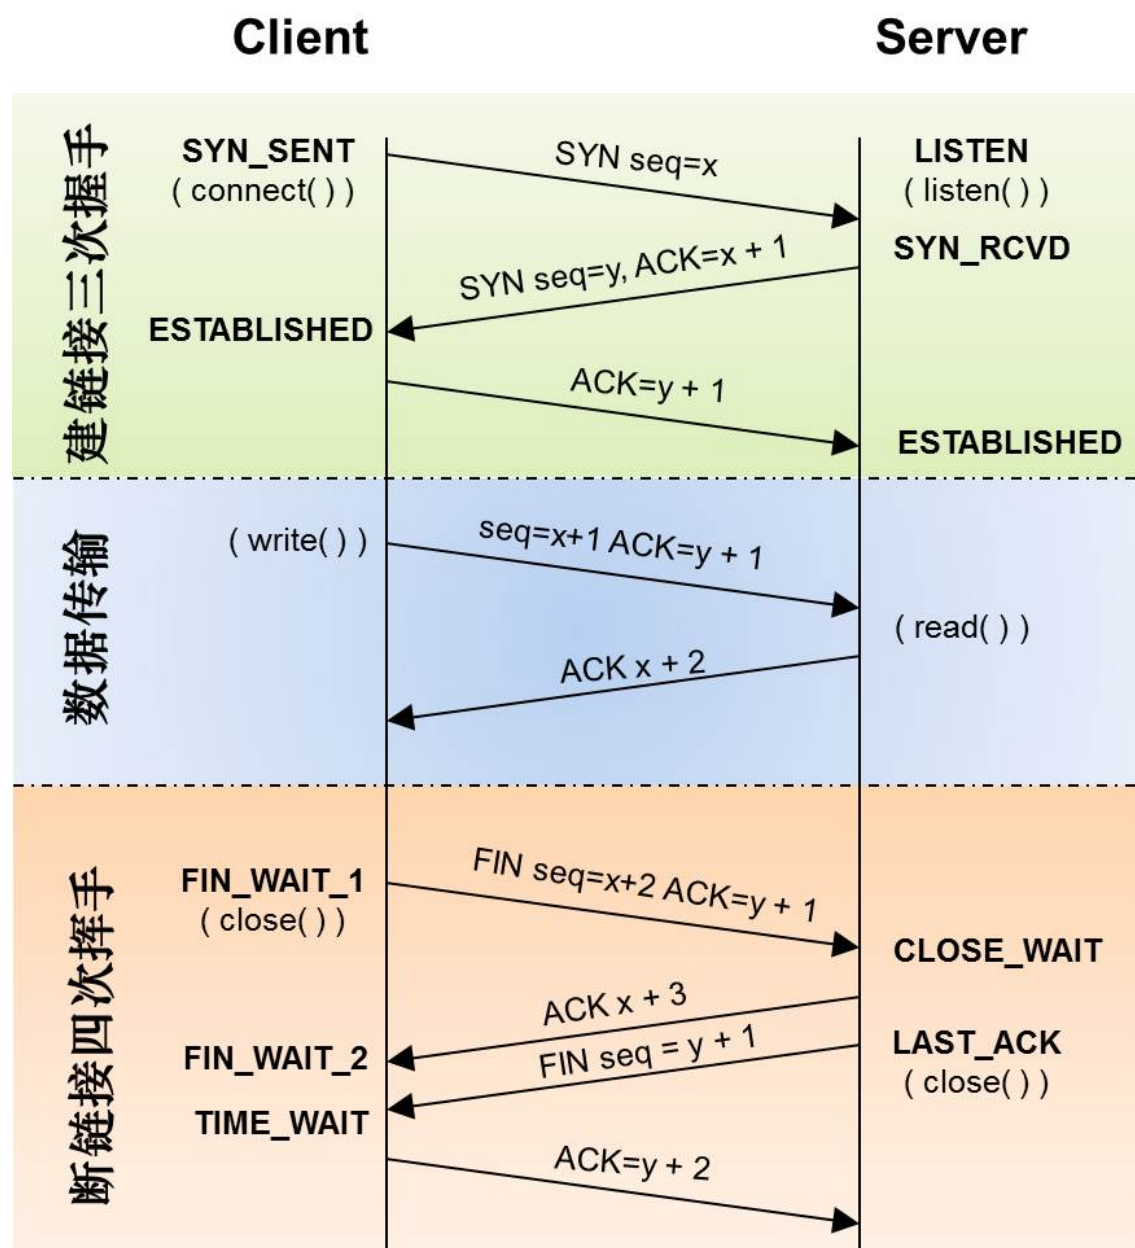 Client
Server
建链接三次握手
SYN_SENT
( connect( ) )
SYN seq=x
LISTEN
( listen( ) )
SYN_RCVD
SYN seq=y, ACK=x + 1
ESTABLISHED
ACK=y + 1
ESTABLISHED
数据传输
( write( ) )
seq=x+1 ACK=y + 1
( read( ) )
ACK x + 2
断链接四次挥手
FIN_WAIT_1
( close( ) )
FIN seq=x+2 ACK=y + 1
CLOSE_WAIT
ACK x + 3
FIN_WAIT_2
FIN seq = y + 1
LAST_ACK
( close( ) )
TIME_WAIT
ACK=y + 2